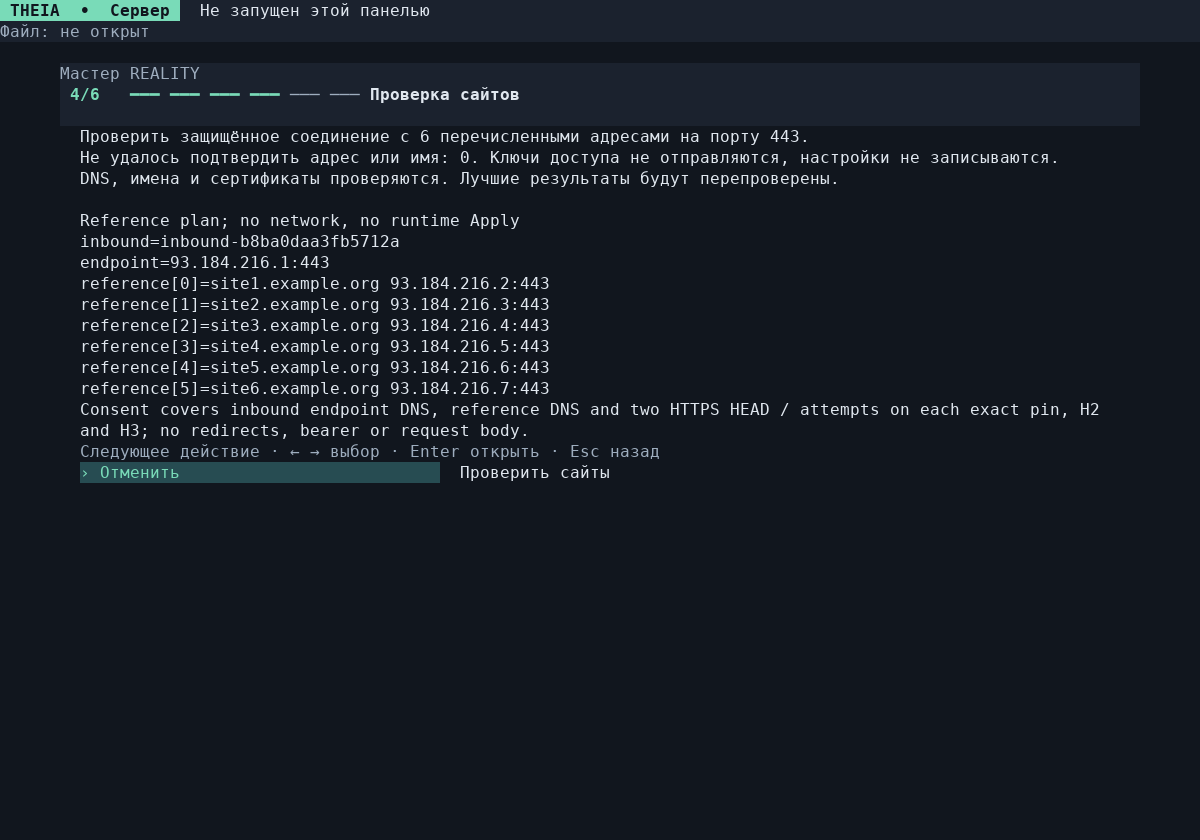 THEIA • Сервер Не запущен этой панелью
Файл: не открыт
Мастер REALITY
4/6 ━━━ ━━━ ━━━ ━━━ ─── ─── Проверка сайтов
Проверить защищённое соединение с 6 перечисленными адресами на порту 443.
Не удалось подтвердить адрес или имя: 0. Ключи доступа не отправляются, настройки не записываются.
DNS, имена и сертификаты проверяются. Лучшие результаты будут перепроверены.
Reference plan; no network, no runtime Apply
inbound=inbound-b8ba0daa3fb5712a
endpoint=93.184.216.1:443
reference[0]=site1.example.org 93.184.216.2:443
reference[1]=site2.example.org 93.184.216.3:443
reference[2]=site3.example.org 93.184.216.4:443
reference[3]=site4.example.org 93.184.216.5:443
reference[4]=site5.example.org 93.184.216.6:443
reference[5]=site6.example.org 93.184.216.7:443
Consent covers inbound endpoint DNS, reference DNS and two HTTPS HEAD / attempts on each exact pin, H2
and H3; no redirects, bearer or request body.
Следующее действие · ← → выбор · Enter открыть · Esc назад
› Отменить Проверить сайты